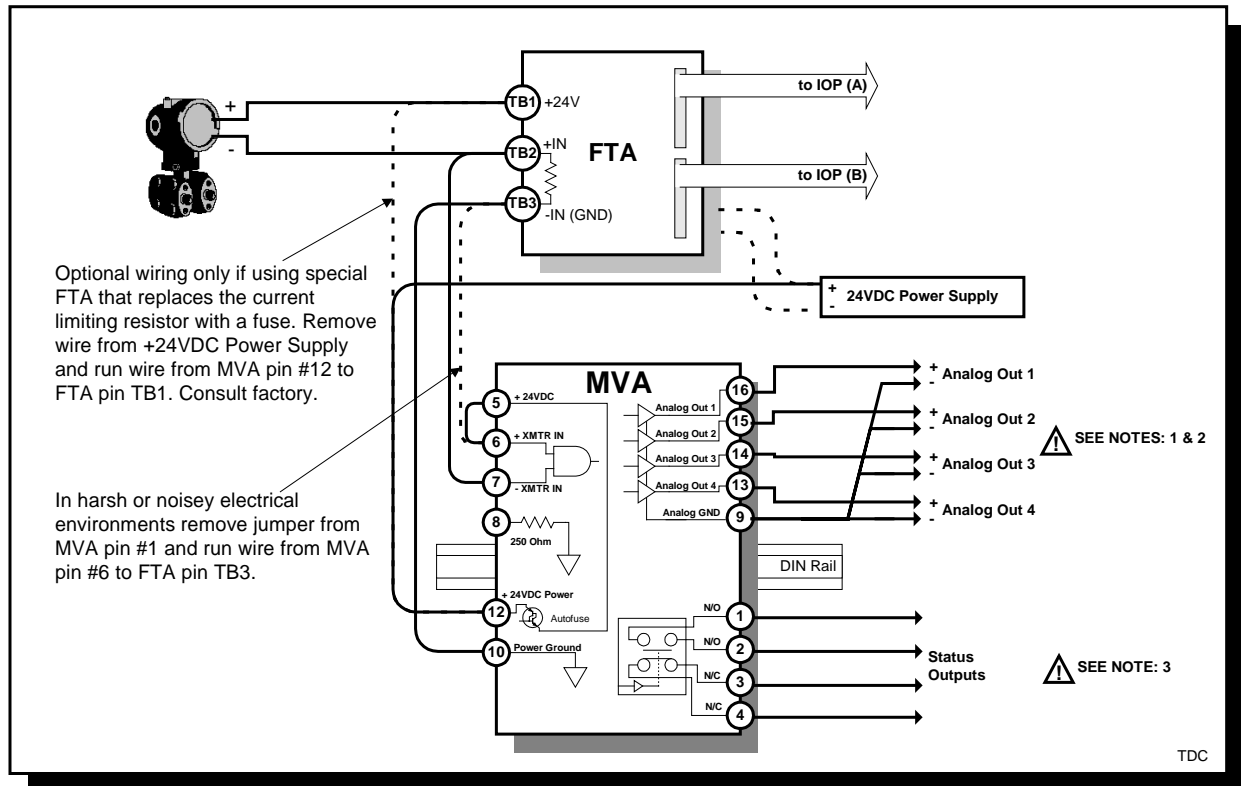 to IOP (A)
+
TB1
+24V
-
TB2
+IN
FTA
to IOP (B)
TB3
-IN (GND)
Optional wiring only if using special
FTA that replaces the current
limiting resistor with a fuse. Remove
wire from +24VDC Power Supply
and run wire from MVA pin #12 to
FTA pin TB1. Consult factory.
+
-
24VDC Power Supply
In harsh or noisey electrical
environments remove jumper from
MVA pin #1 and run wire from MVA
pin #6 to FTA pin TB3.
MVA
5
+ 24VDC
6
+ XMTR IN
7
- XMTR IN
8
250 Ohm
+ 24VDC Power
12
Autofuse
10
Power Ground
Analog Out 1
16
Analog Out 2
15
Analog Out 3
14
Analog Out 4
13
Analog GND
9
DIN Rail
N/O
1
N/O
2
N/C
3
N/C
4
+
-
Analog Out 1
+
-
Analog Out 2
+
-
Analog Out 3
+
-
Analog Out 4
! SEE NOTES: 1 & 2
Status
Outputs
! SEE NOTE: 3
TDC